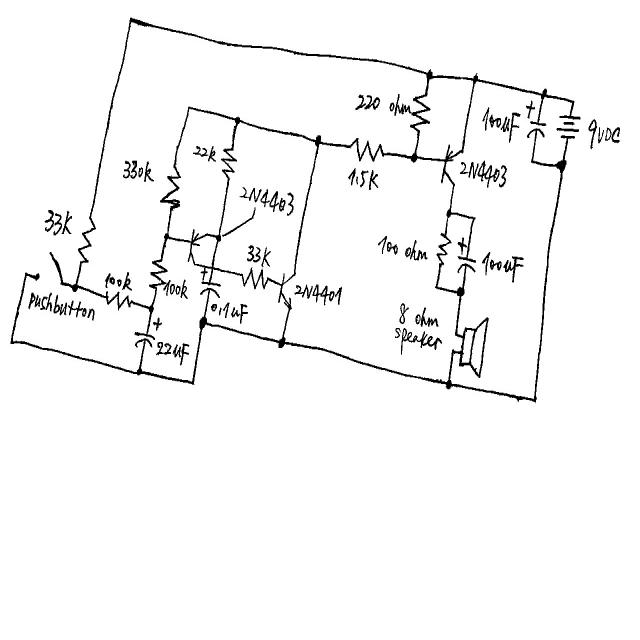 220 ohm
+
100uF
9VDC
22K
330K
1.5K
2N4403
2N4403
33K
33K
100 ohm
+
100uF
100K
100K
+
0.1uF
2N4401
pushbutton
8 ohm
speaker
+
22uF